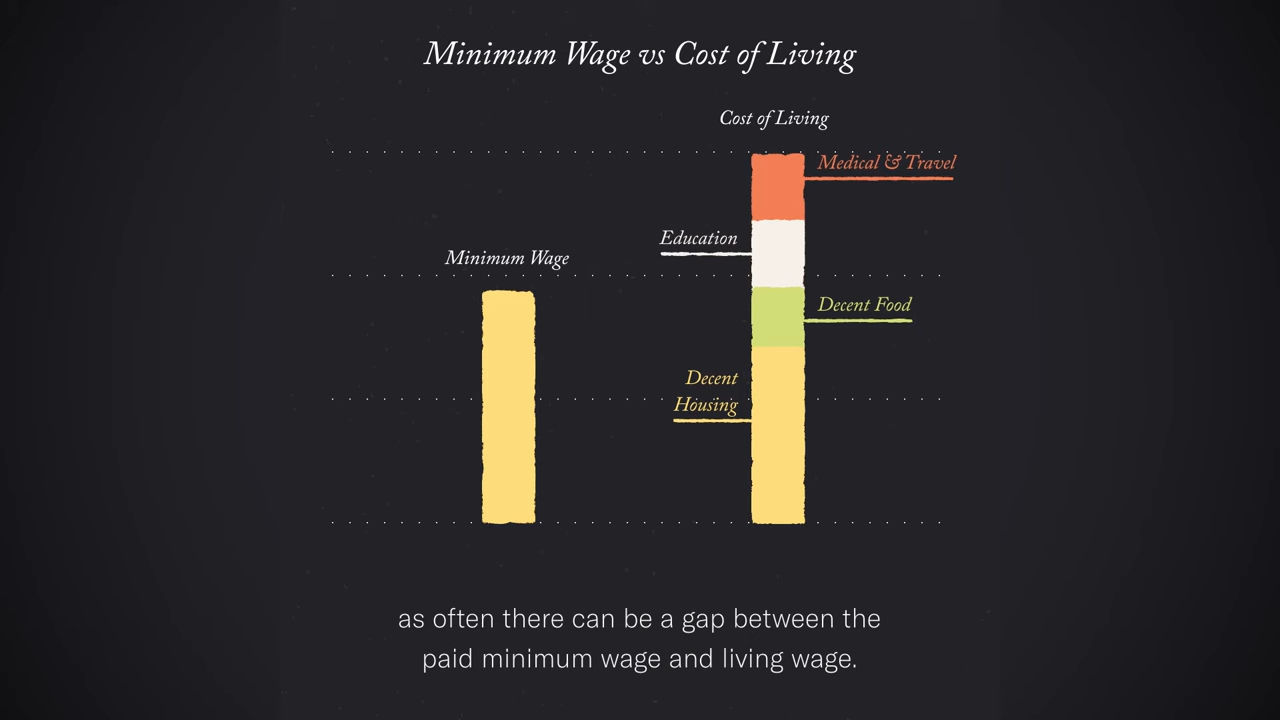 Minimum Wage vs Cost of Living
Cost of Living
Medical & Travel
Education
Minimum Wage
Decent Food
Decent
Housing
as often there can be a gap between the
paid minimum wage and living wage.